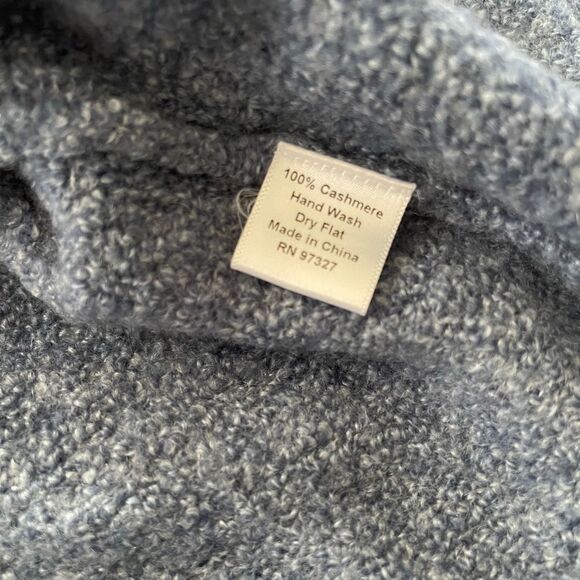 100% Cashmere
Hand Wash
Dry Flat
Made in China
RN 97327